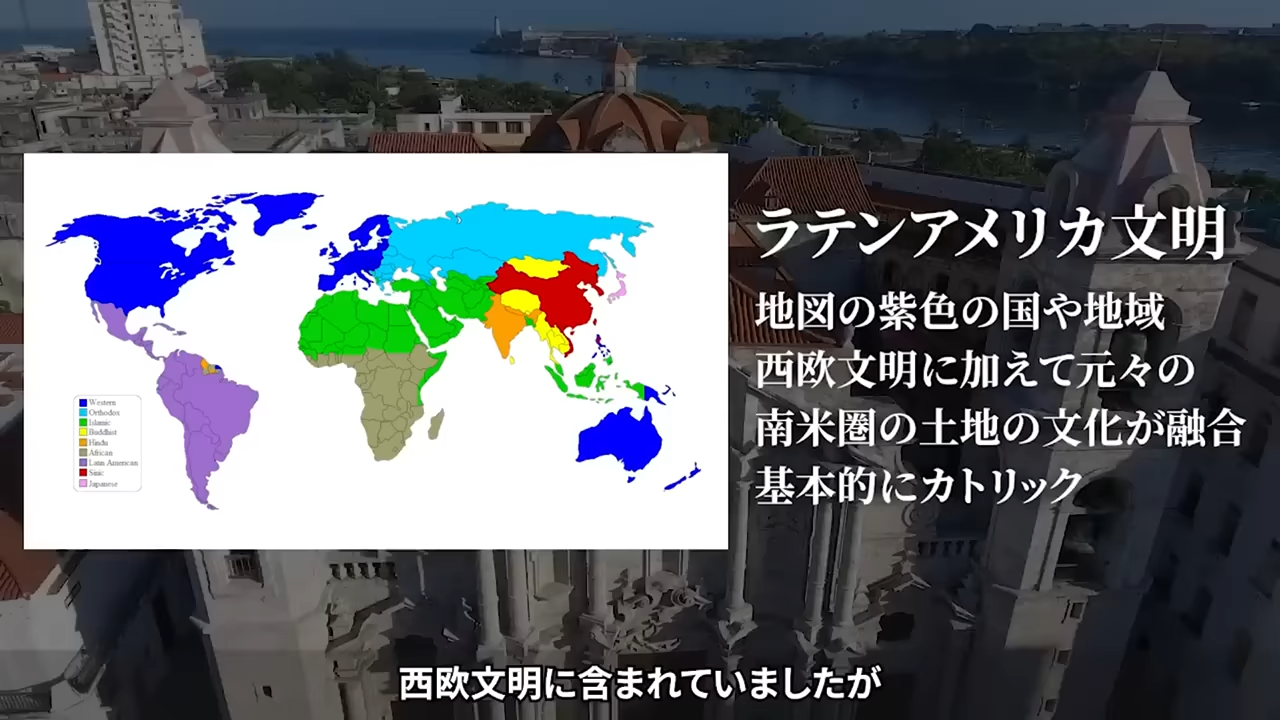 ラテンアメリカ文明
地図の紫色の国や地域
西欧文明に加えて元々の
南米圏の土地の文化が融合
基本的にカトリック
Western
Orthodox
Islamic
Buddhist
Hindu
African
Latin American
Sinic
Japanese
西欧文明に含まれていましたが